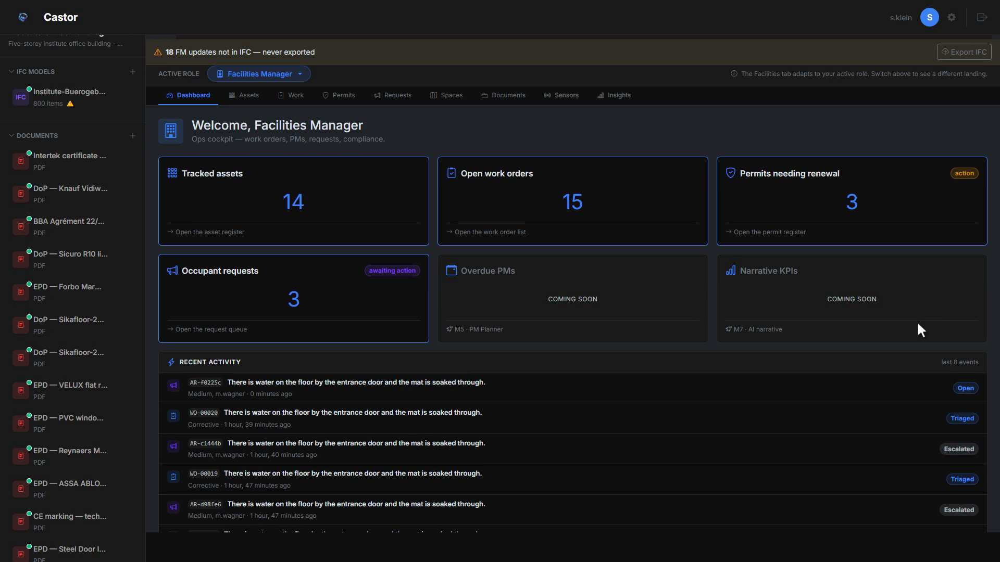 Castor
s.klein
S
Five-storey institute office building - ...
IFC MODELS
IFC
Institute-Buerogeb...
800 items
DOCUMENTS
Intertek certificate ...
PDF
DoP — Knauf Vidiw...
PDF
BBA Agrément 22/...
PDF
DoP — Sicuro R10 li...
PDF
EPD — Forbo Mar...
PDF
DoP — Sikafloor-2...
PDF
DoP — Sikafloor-2...
PDF
EPD — VELUX flat r...
PDF
EPD — PVC windo...
PDF
EPD — Reynaers M...
PDF
EPD — ASSA ABLO...
PDF
CE marking — tech...
PDF
EPD — Steel Door I...
PDF
18 FM updates not in IFC — never exported
Export IFC
ACTIVE ROLE
Facilities Manager
The Facilities tab adapts to your active role. Switch above to see a different landing.
Dashboard
Assets
Work
Permits
Requests
Spaces
Documents
Sensors
Insights
Welcome, Facilities Manager
Ops cockpit — work orders, PMs, requests, compliance.
Tracked assets
14
→ Open the asset register
Open work orders
15
→ Open the work order list
Permits needing renewal
action
3
→ Open the permit register
Occupant requests
awaiting action
3
→ Open the request queue
Overdue PMs
COMING SOON
M5 · PM Planner
Narrative KPIs
COMING SOON
M7 · AI narrative
RECENT ACTIVITY
last 8 events
AR-f0225c There is water on the floor by the entrance door and the mat is soaked through.
Medium, m.wagner · 0 minutes ago
Open
WO-00020 There is water on the floor by the entrance door and the mat is soaked through.
Corrective · 1 hour, 39 minutes ago
Triaged
AR-c1444b There is water on the floor by the entrance door and the mat is soaked through.
Medium, m.wagner · 1 hour, 40 minutes ago
Escalated
WO-00019 There is water on the floor by the entrance door and the mat is soaked through.
Corrective · 1 hour, 47 minutes ago
Triaged
AR-d98fe6 There is water on the floor by the entrance door and the mat is soaked through.
Medium, m.wagner · 1 hour, 47 minutes ago
Escalated